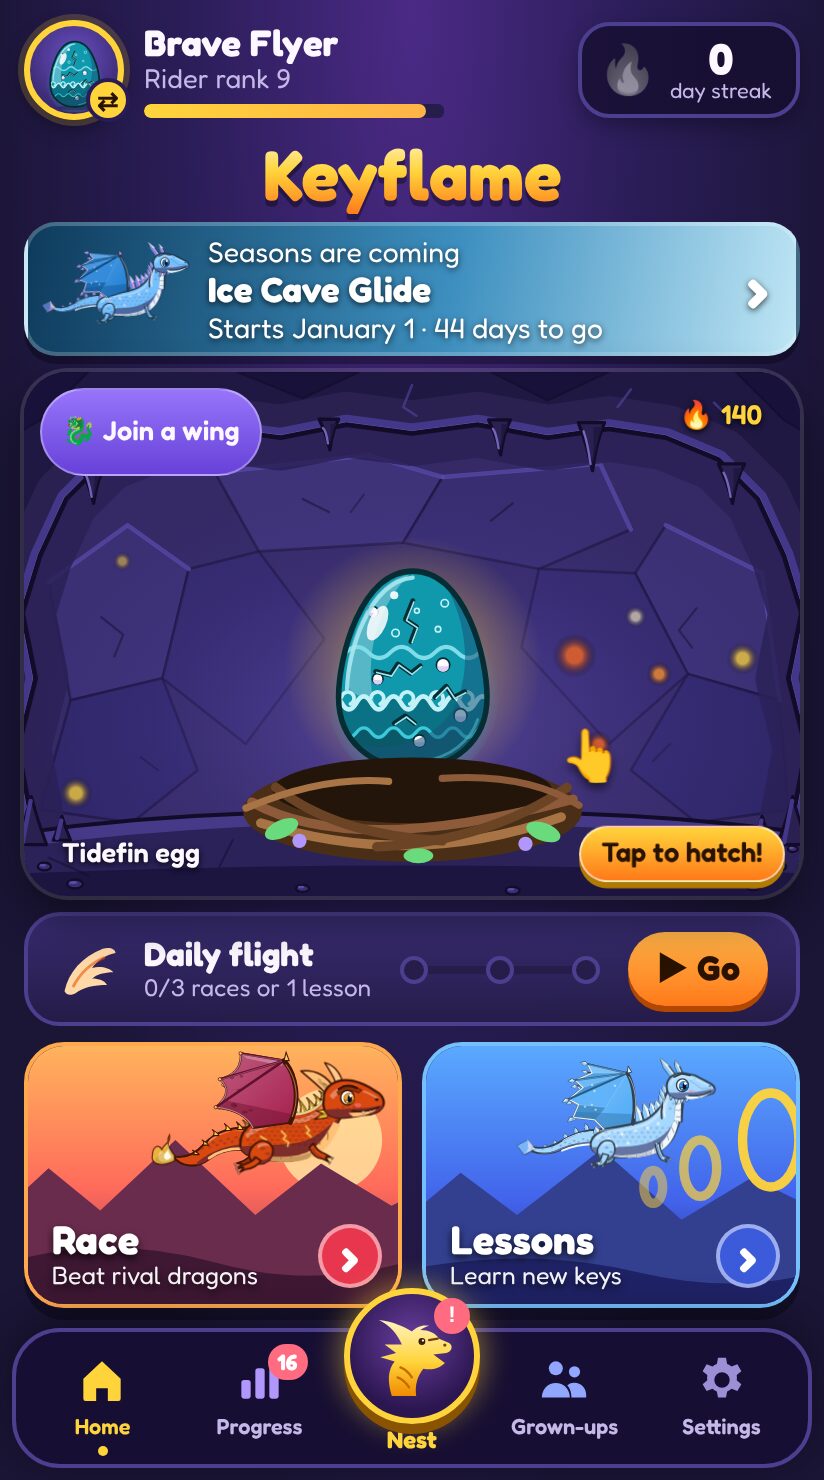 Brave Flyer
Rider rank 9
0
day streak
Keyflame
Seasons are coming
Ice Cave Glide
Starts January 1 · 44 days to go
Join a wing
140
Tidefin egg
Tap to hatch!
Daily flight
0/3 races or 1 lesson
Go
Race
Beat rival dragons
Lessons
Learn new keys
!
16
Home
Progress
Nest
Grown-ups
Settings